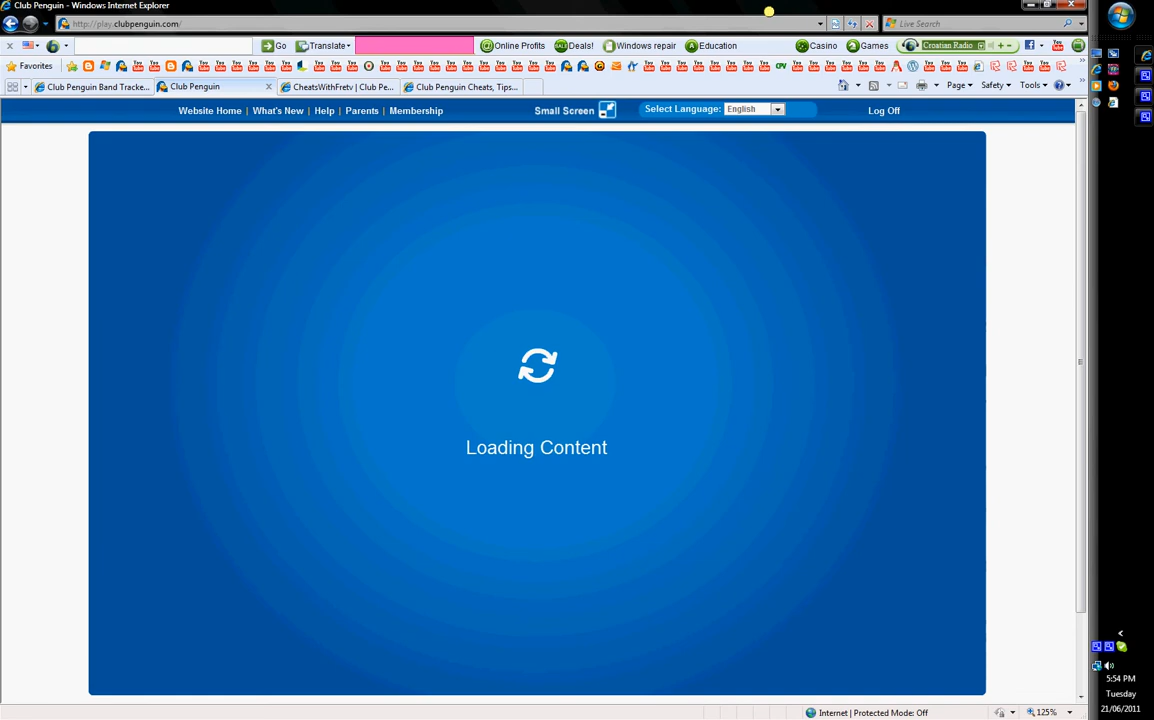 Club Penguin - Windows Internet Explorer
http://play.clubpenguin.com/
Live Search
Go
Translate
Online Profits
Deals!
Windows repair
Education
Casino
Games
Croatian Radio
Favorites
Club Penguin Band Tracke...
Club Penguin
CheatsWithFretv | Club Pe...
Club Penguin Cheats, Tips...
Page
Safety
Tools
Website Home | What's New | Help | Parents | Membership
Small Screen
Select Language:
English
Log Off
Loading Content
5:54 PM
Tuesday
21/06/2011
Internet | Protected Mode: Off
125%